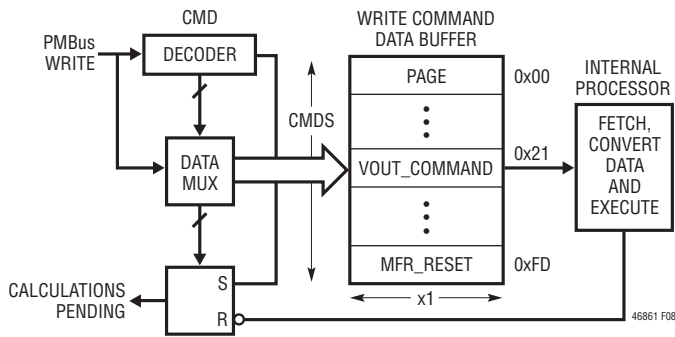 CMD
WRITE COMMAND
DATA BUFFER
PMBus
WRITE
DECODER
PAGE
0x00
INTERNAL
PROCESSOR
CMDS
FETCH,
CONVERT
DATA
AND
EXECUTE
DATA
MUX
VOUT_COMMAND
0x21
MFR_RESET
0xFD
S
R
CALCULATIONS
PENDING
x1
46861 F08